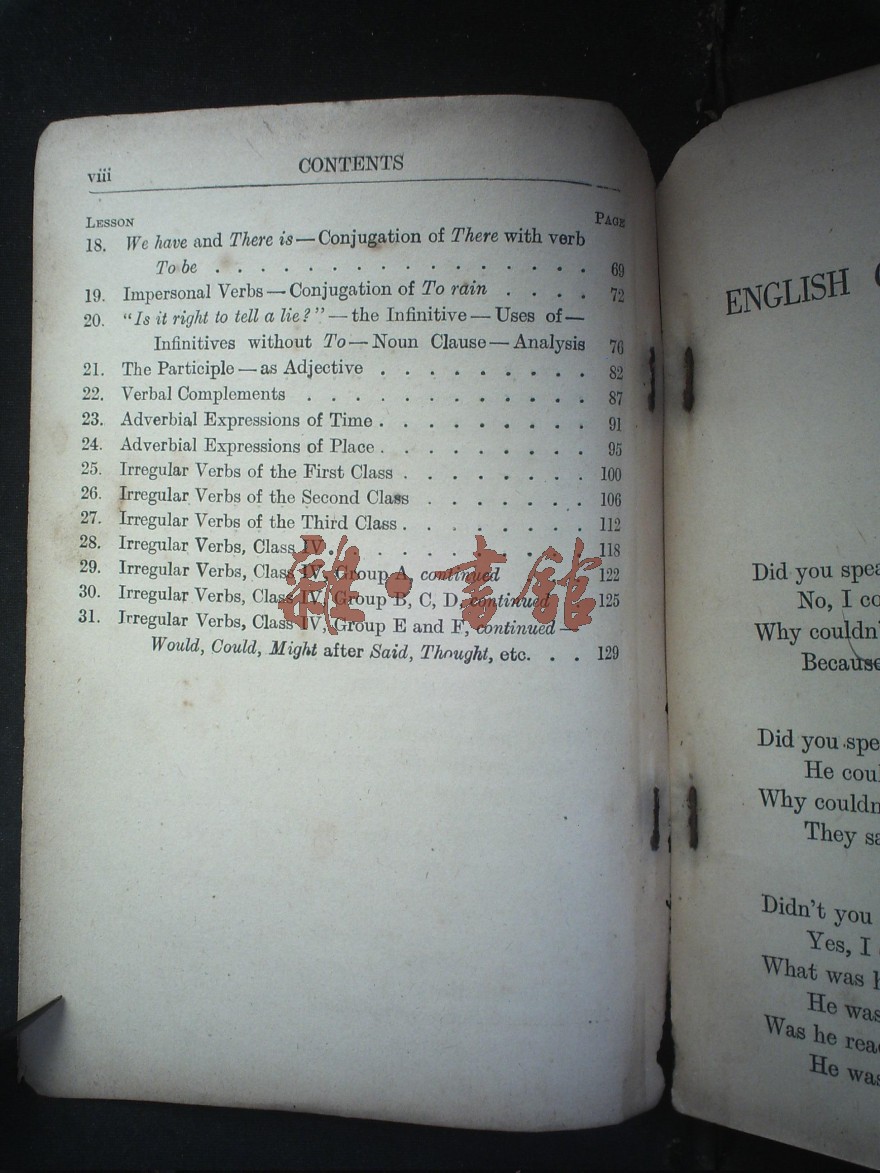 viii CONTENTS
LESSON PAGE
18. We have and There is — Conjugation of There with verb
To be . . . . . . . . . . . . . . . . 69
19. Impersonal Verbs — Conjugation of To rain . . . . 72
20. "Is it right to tell a lie?" — the Infinitive — Uses of —
Infinitives without To — Noun Clause — Analysis 76
21. The Participle — as Adjective . . . . . . . . . 82
22. Verbal Complements . . . . . . . . . . . . 87
23. Adverbial Expressions of Time . . . . . . . . . 91
24. Adverbial Expressions of Place . . . . . . . . . 95
25. Irregular Verbs of the First Class . . . . . . . . 100
26. Irregular Verbs of the Second Class . . . . . . . 106
27. Irregular Verbs of the Third Class . . . . . . . . 112
28. Irregular Verbs, Class IV . . . . . . . . . . . 118
29. Irregular Verbs, Class IV, Group A, continued . . . 122
30. Irregular Verbs, Class IV, Group B, C, D, continued . 125
31. Irregular Verbs, Class IV, Group E and F, continued —
Would, Could, Might after Said, Thought, etc. . . 129
雜·書館
ENGLISH
Did you spea
No, I co
Why couldn'
Because
Did you spe
He coul
Why couldn
They sa
Didn't you
Yes, I
What was h
He was
Was he read
He was